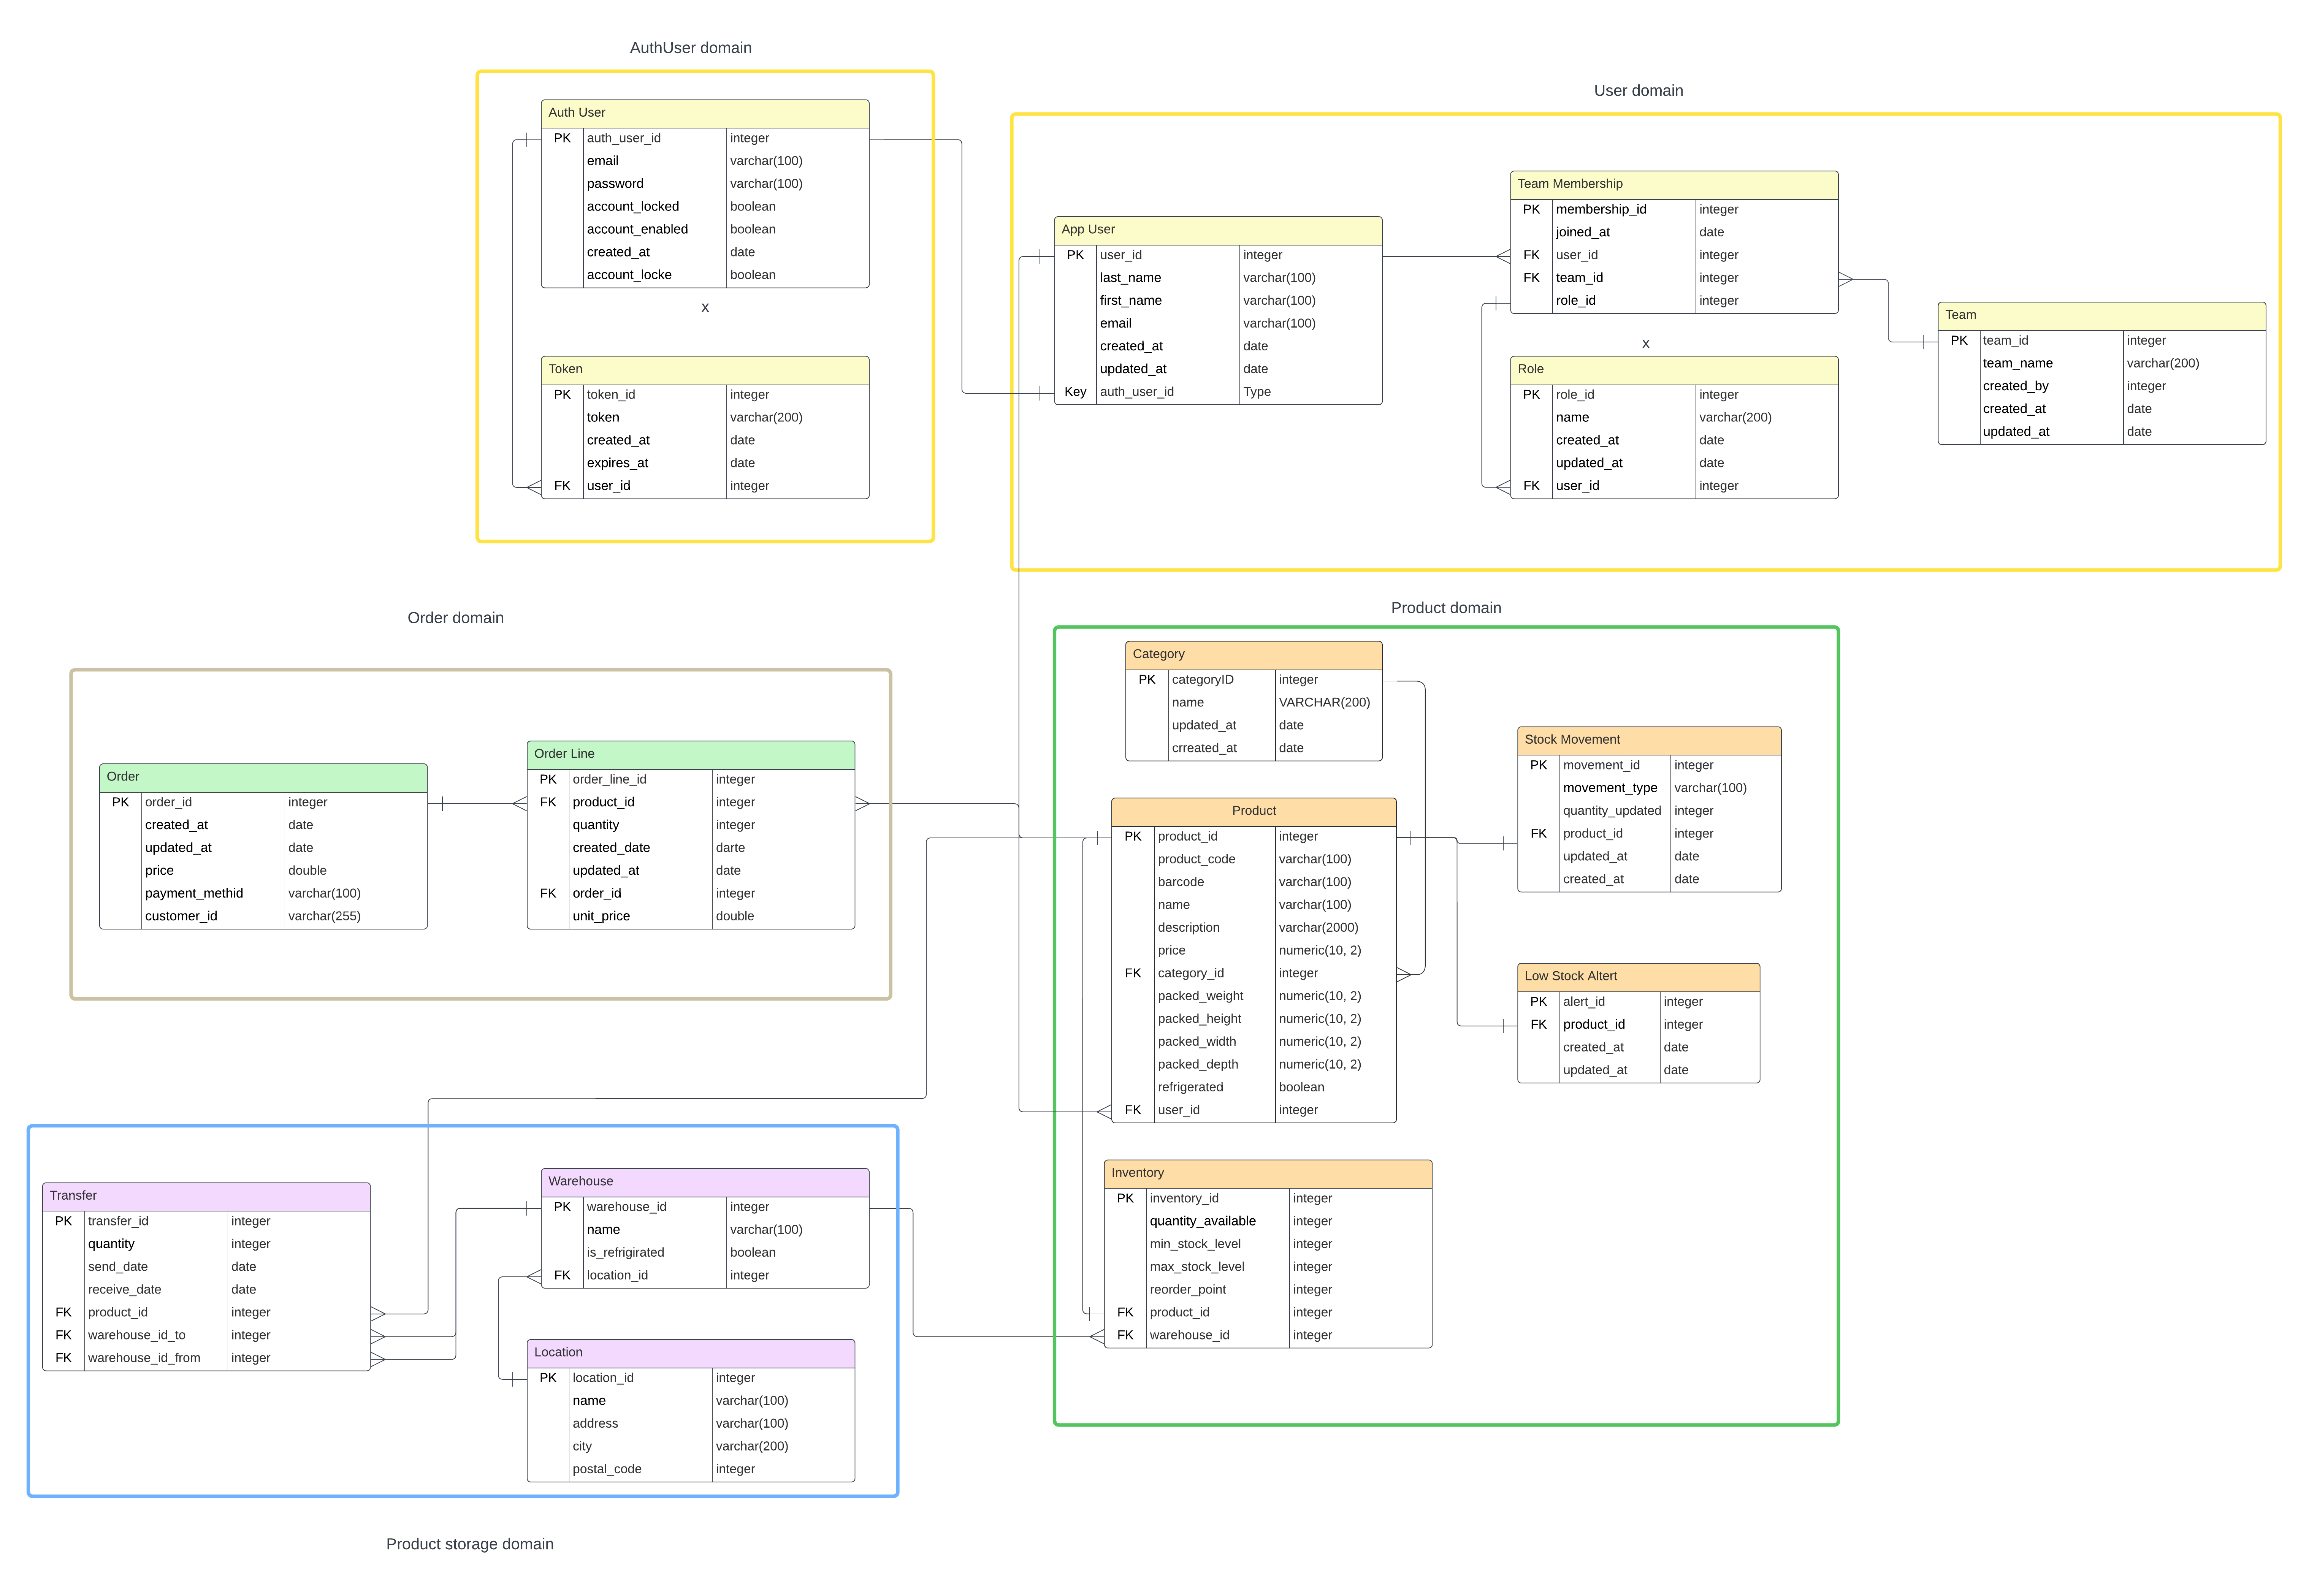 AuthUser domain
Auth User
PK auth_user_id integer
email varchar(100)
password varchar(100)
account_locked boolean
account_enabled boolean
created_at date
account_locke boolean
x
Token
PK token_id integer
token varchar(200)
created_at date
expires_at date
FK user_id integer
User domain
App User
PK user_id integer
last_name varchar(100)
first_name varchar(100)
email varchar(100)
created_at date
updated_at date
Key auth_user_id Type
Team Membership
PK membership_id integer
joined_at date
FK user_id integer
FK team_id integer
role_id integer
x
Role
PK role_id integer
name varchar(200)
created_at date
updated_at date
FK user_id integer
Team
PK team_id integer
team_name varchar(200)
created_by integer
created_at date
updated_at date
Order domain
Order
PK order_id integer
created_at date
updated_at date
price double
payment_methid varchar(100)
customer_id varchar(255)
Order Line
PK order_line_id integer
FK product_id integer
quantity integer
created_date darte
updated_at date
FK order_id integer
unit_price double
Product domain
Category
PK categoryID integer
name VARCHAR(200)
updated_at date
crreated_at date
Product
PK product_id integer
product_code varchar(100)
barcode varchar(100)
name varchar(100)
description varchar(2000)
price numeric(10, 2)
FK category_id integer
packed_weight numeric(10, 2)
packed_height numeric(10, 2)
packed_width numeric(10, 2)
packed_depth numeric(10, 2)
refrigerated boolean
FK user_id integer
Stock Movement
PK movement_id integer
movement_type varchar(100)
quantity_updated integer
FK product_id integer
updated_at date
created_at date
Low Stock Altert
PK alert_id integer
FK product_id integer
created_at date
updated_at date
Inventory
PK inventory_id integer
quantity_available integer
min_stock_level integer
max_stock_level integer
reorder_point integer
FK product_id integer
FK warehouse_id integer
Transfer
PK transfer_id integer
quantity integer
send_date date
receive_date date
FK product_id integer
FK warehouse_id_to integer
FK warehouse_id_from integer
Warehouse
PK warehouse_id integer
name varchar(100)
is_refrigirated boolean
FK location_id integer
Location
PK location_id integer
name varchar(100)
address varchar(100)
city varchar(200)
postal_code integer
Product storage domain